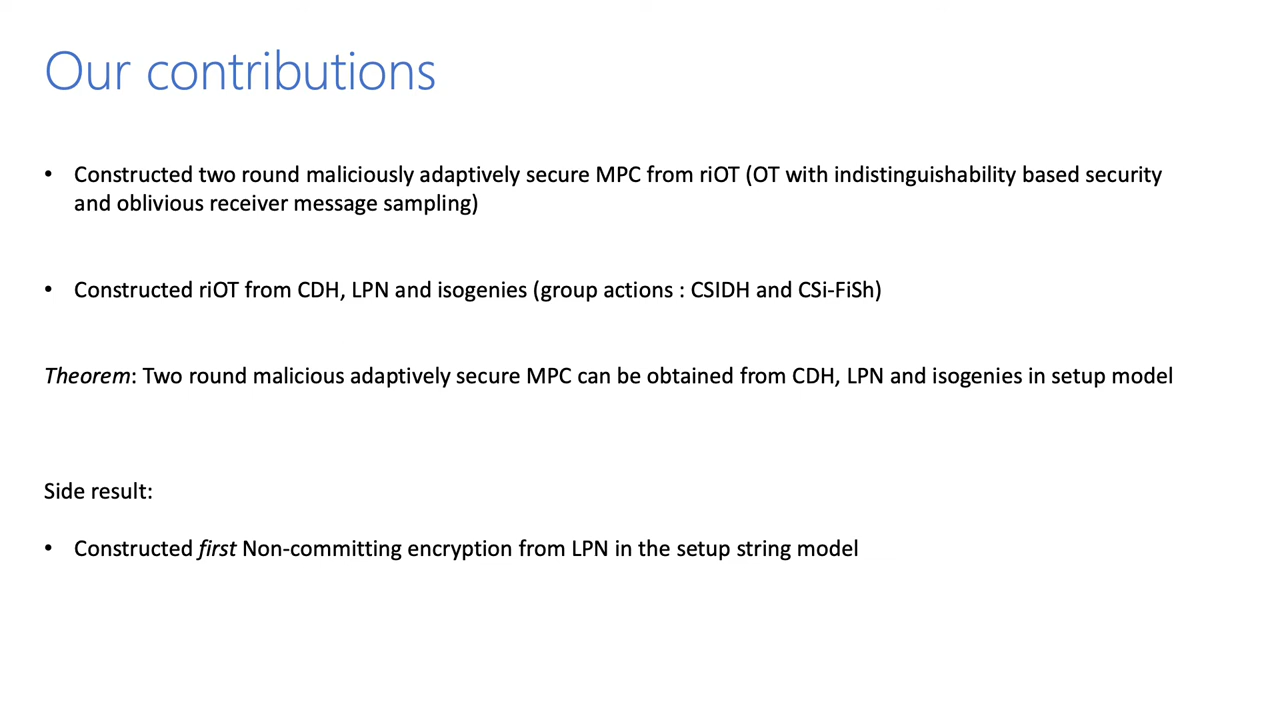 Our contributions
• Constructed two round maliciously adaptively secure MPC from riOT (OT with indistinguishability based security
and oblivious receiver message sampling)
• Constructed riOT from CDH, LPN and isogenies (group actions : CSIDH and CSi-FiSh)
Theorem: Two round malicious adaptively secure MPC can be obtained from CDH, LPN and isogenies in setup model
Side result:
• Constructed first Non-committing encryption from LPN in the setup string model